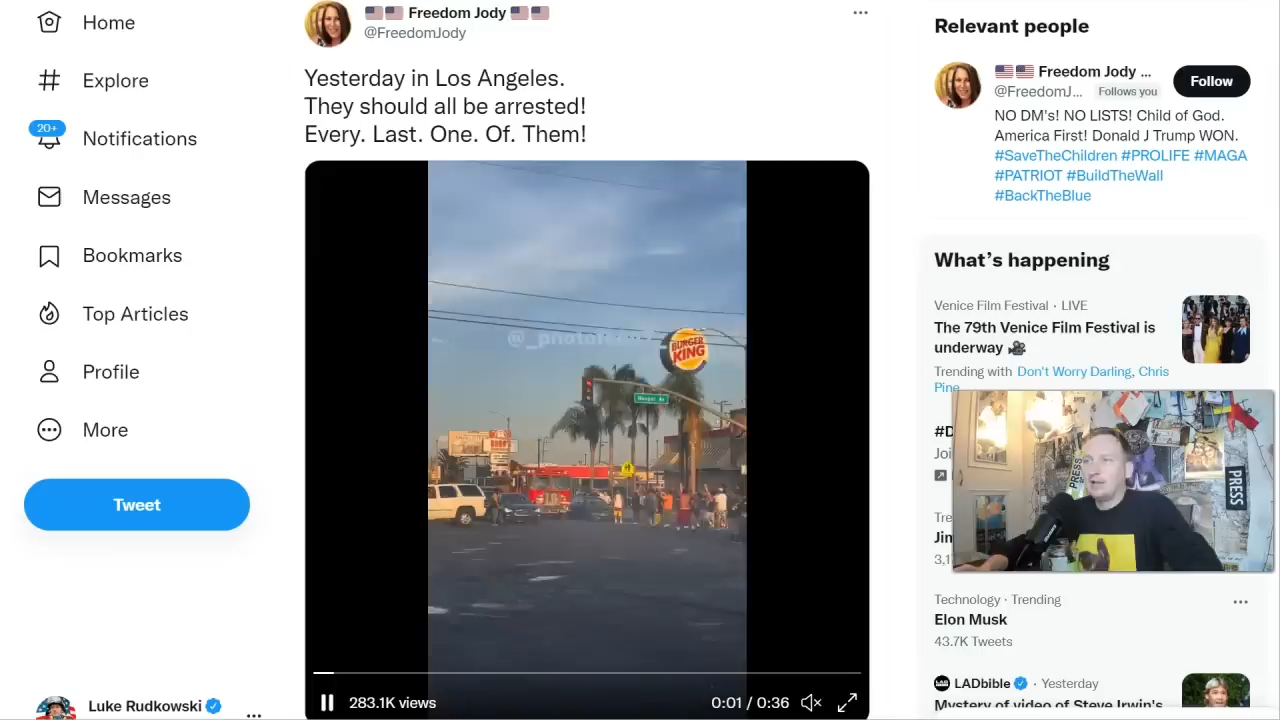 Home
Explore
20+
Notifications
Messages
Bookmarks
Top Articles
Profile
More
Tweet
Luke Rudkowski
Freedom Jody
@FreedomJody
Yesterday in Los Angeles.
They should all be arrested!
Every. Last. One. Of. Them!
BURGER
KING
283.1K views
0:01 / 0:36
Relevant people
Freedom Jody ...
@FreedomJ... Follows you
Follow
NO DM's! NO LISTS! Child of God.
America First! Donald J Trump WON.
#SaveTheChildren #PROLIFE #MAGA
#PATRIOT #BuildTheWall
#BackTheBlue
What's happening
Venice Film Festival · LIVE
The 79th Venice Film Festival is
underway
Trending with Don't Worry Darling, Chris
Pine
#D
Joi
Tre
Jin
3,1
PRESS
PRESS
Technology · Trending
Elon Musk
43.7K Tweets
LADbible · Yesterday
Mystery of video of Steve Irwin's